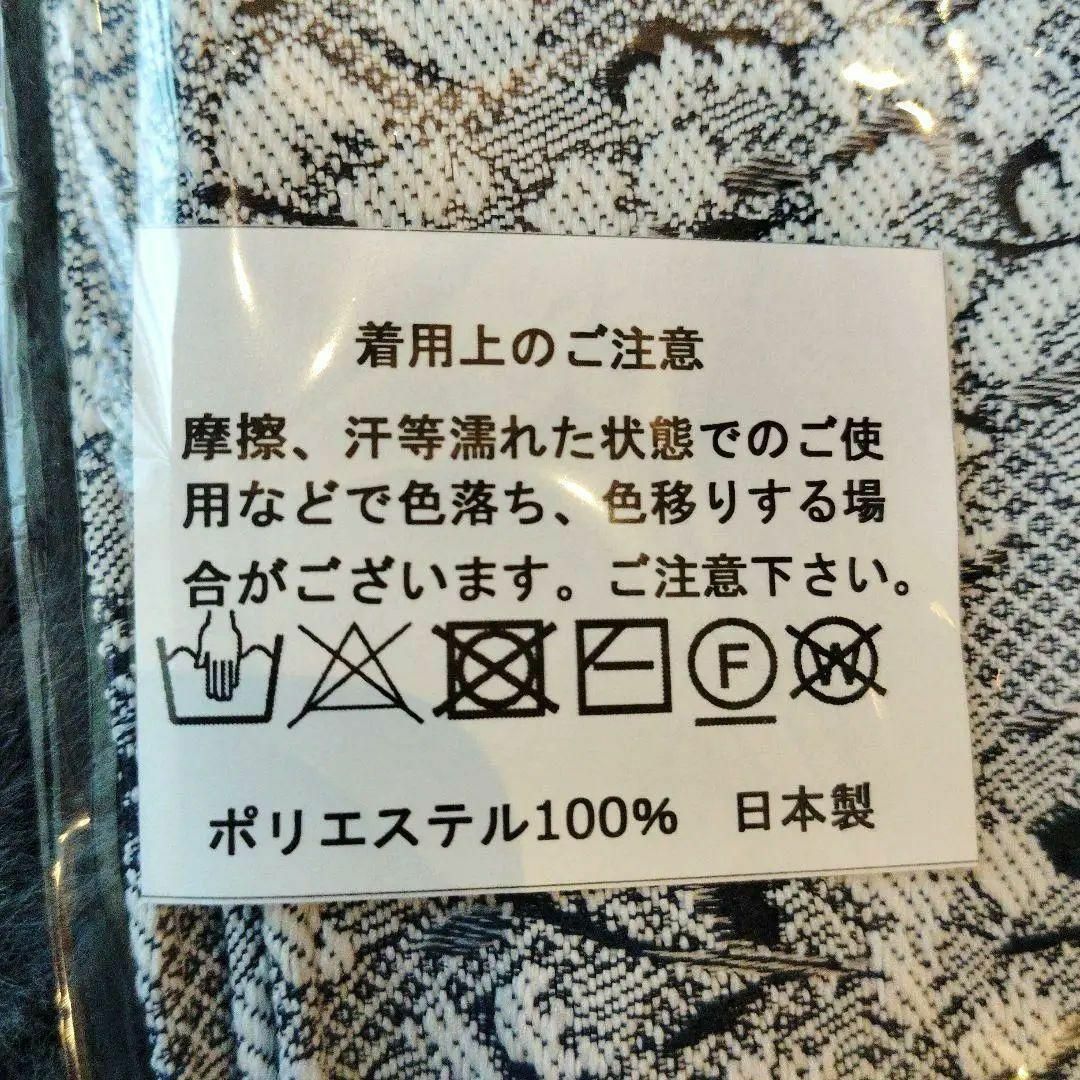 着用上のご注意
摩擦、汗等濡れた状態でのご使
用などで色落ち、色移りする場
合がございます。ご注意下さい。
F W
ポリエステル100% 日本製